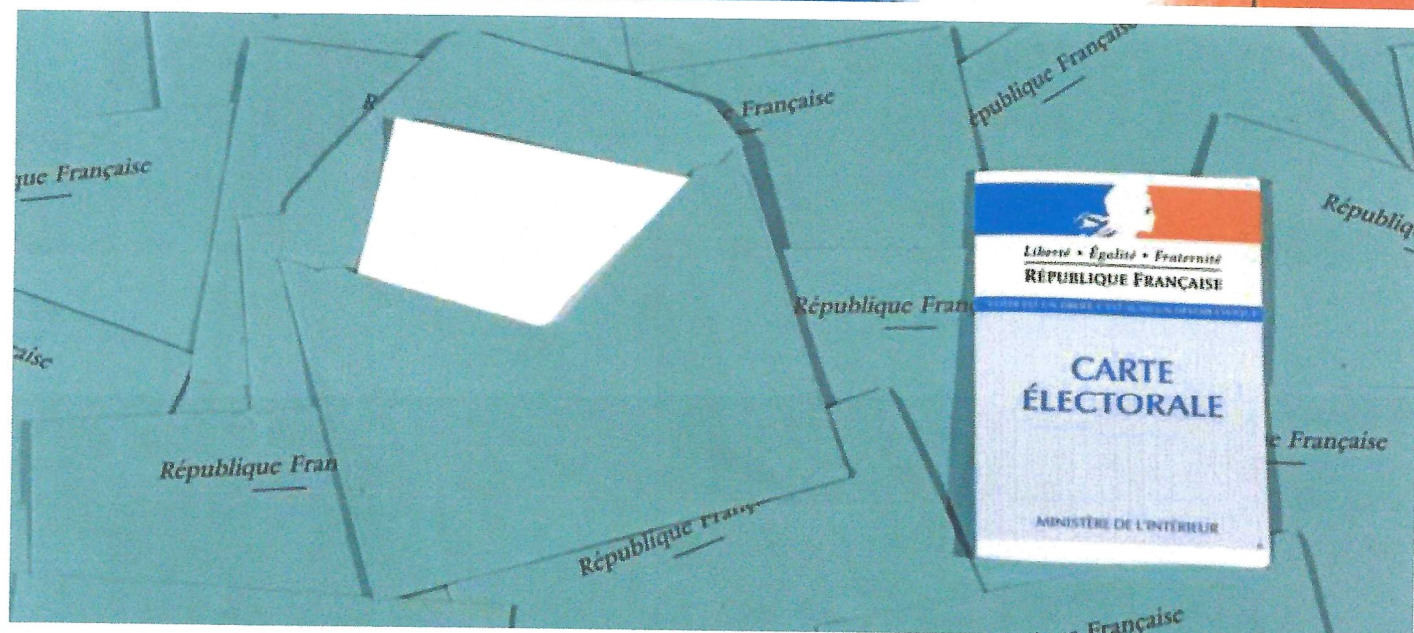 épublique Française
e Française
que Française
Républiq
Liberté • Égalité • Fraternité
RÉPUBLIQUE FRANÇAISE
République Franç
CARTE
ÉLECTORALE
aise
e Française
République Fran
République Franç
MINISTÈRE DE L'INTÉRIEUR
Française